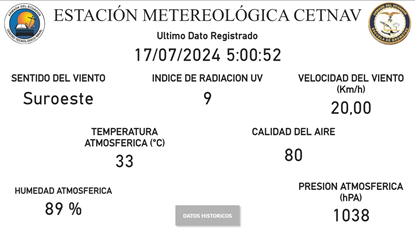 ESTACIÓN METEREOLÓGICA CETNAV
Ultimo Dato Registrado
17/07/2024 5:00:52
SENTIDO DEL VIENTO
Suroeste
INDICE DE RADIACION UV
9
VELOCIDAD DEL VIENTO
(Km/h)
20,00
TEMPERATURA
ATMOSFERICA (°C)
33
CALIDAD DEL AIRE
80
HUMEDAD ATMOSFERICA
89 %
DATOS HISTORICOS
PRESION ATMOSFERICA
(hPA)
1038